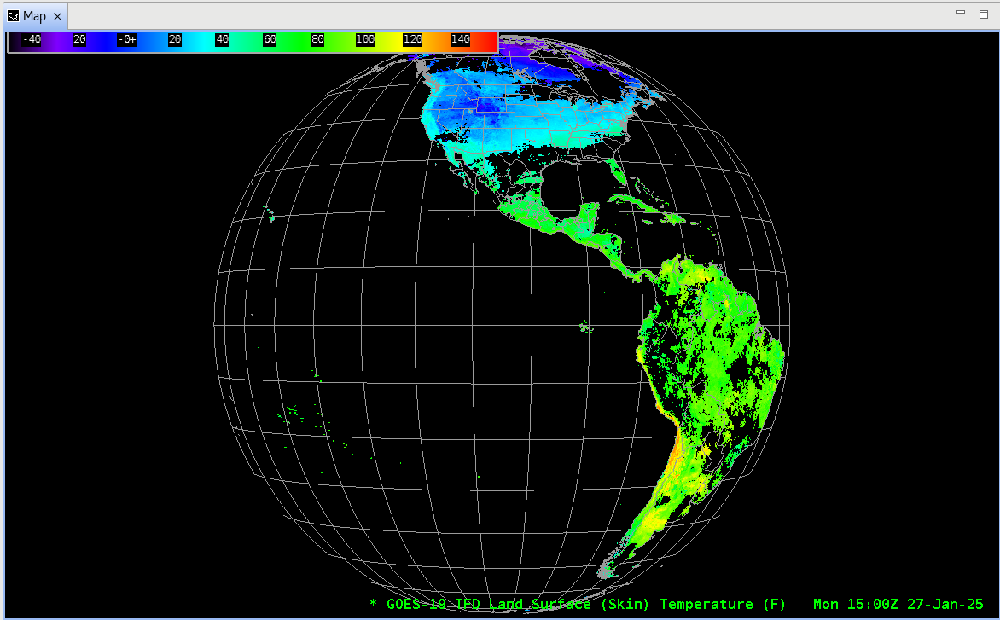 Map
-40 20 -0+ 20 40 60 80 100 120 140
* GOES-19 TFD Land Surface (Skin) Temperature (F) Mon 15:00Z 27-Jan-25